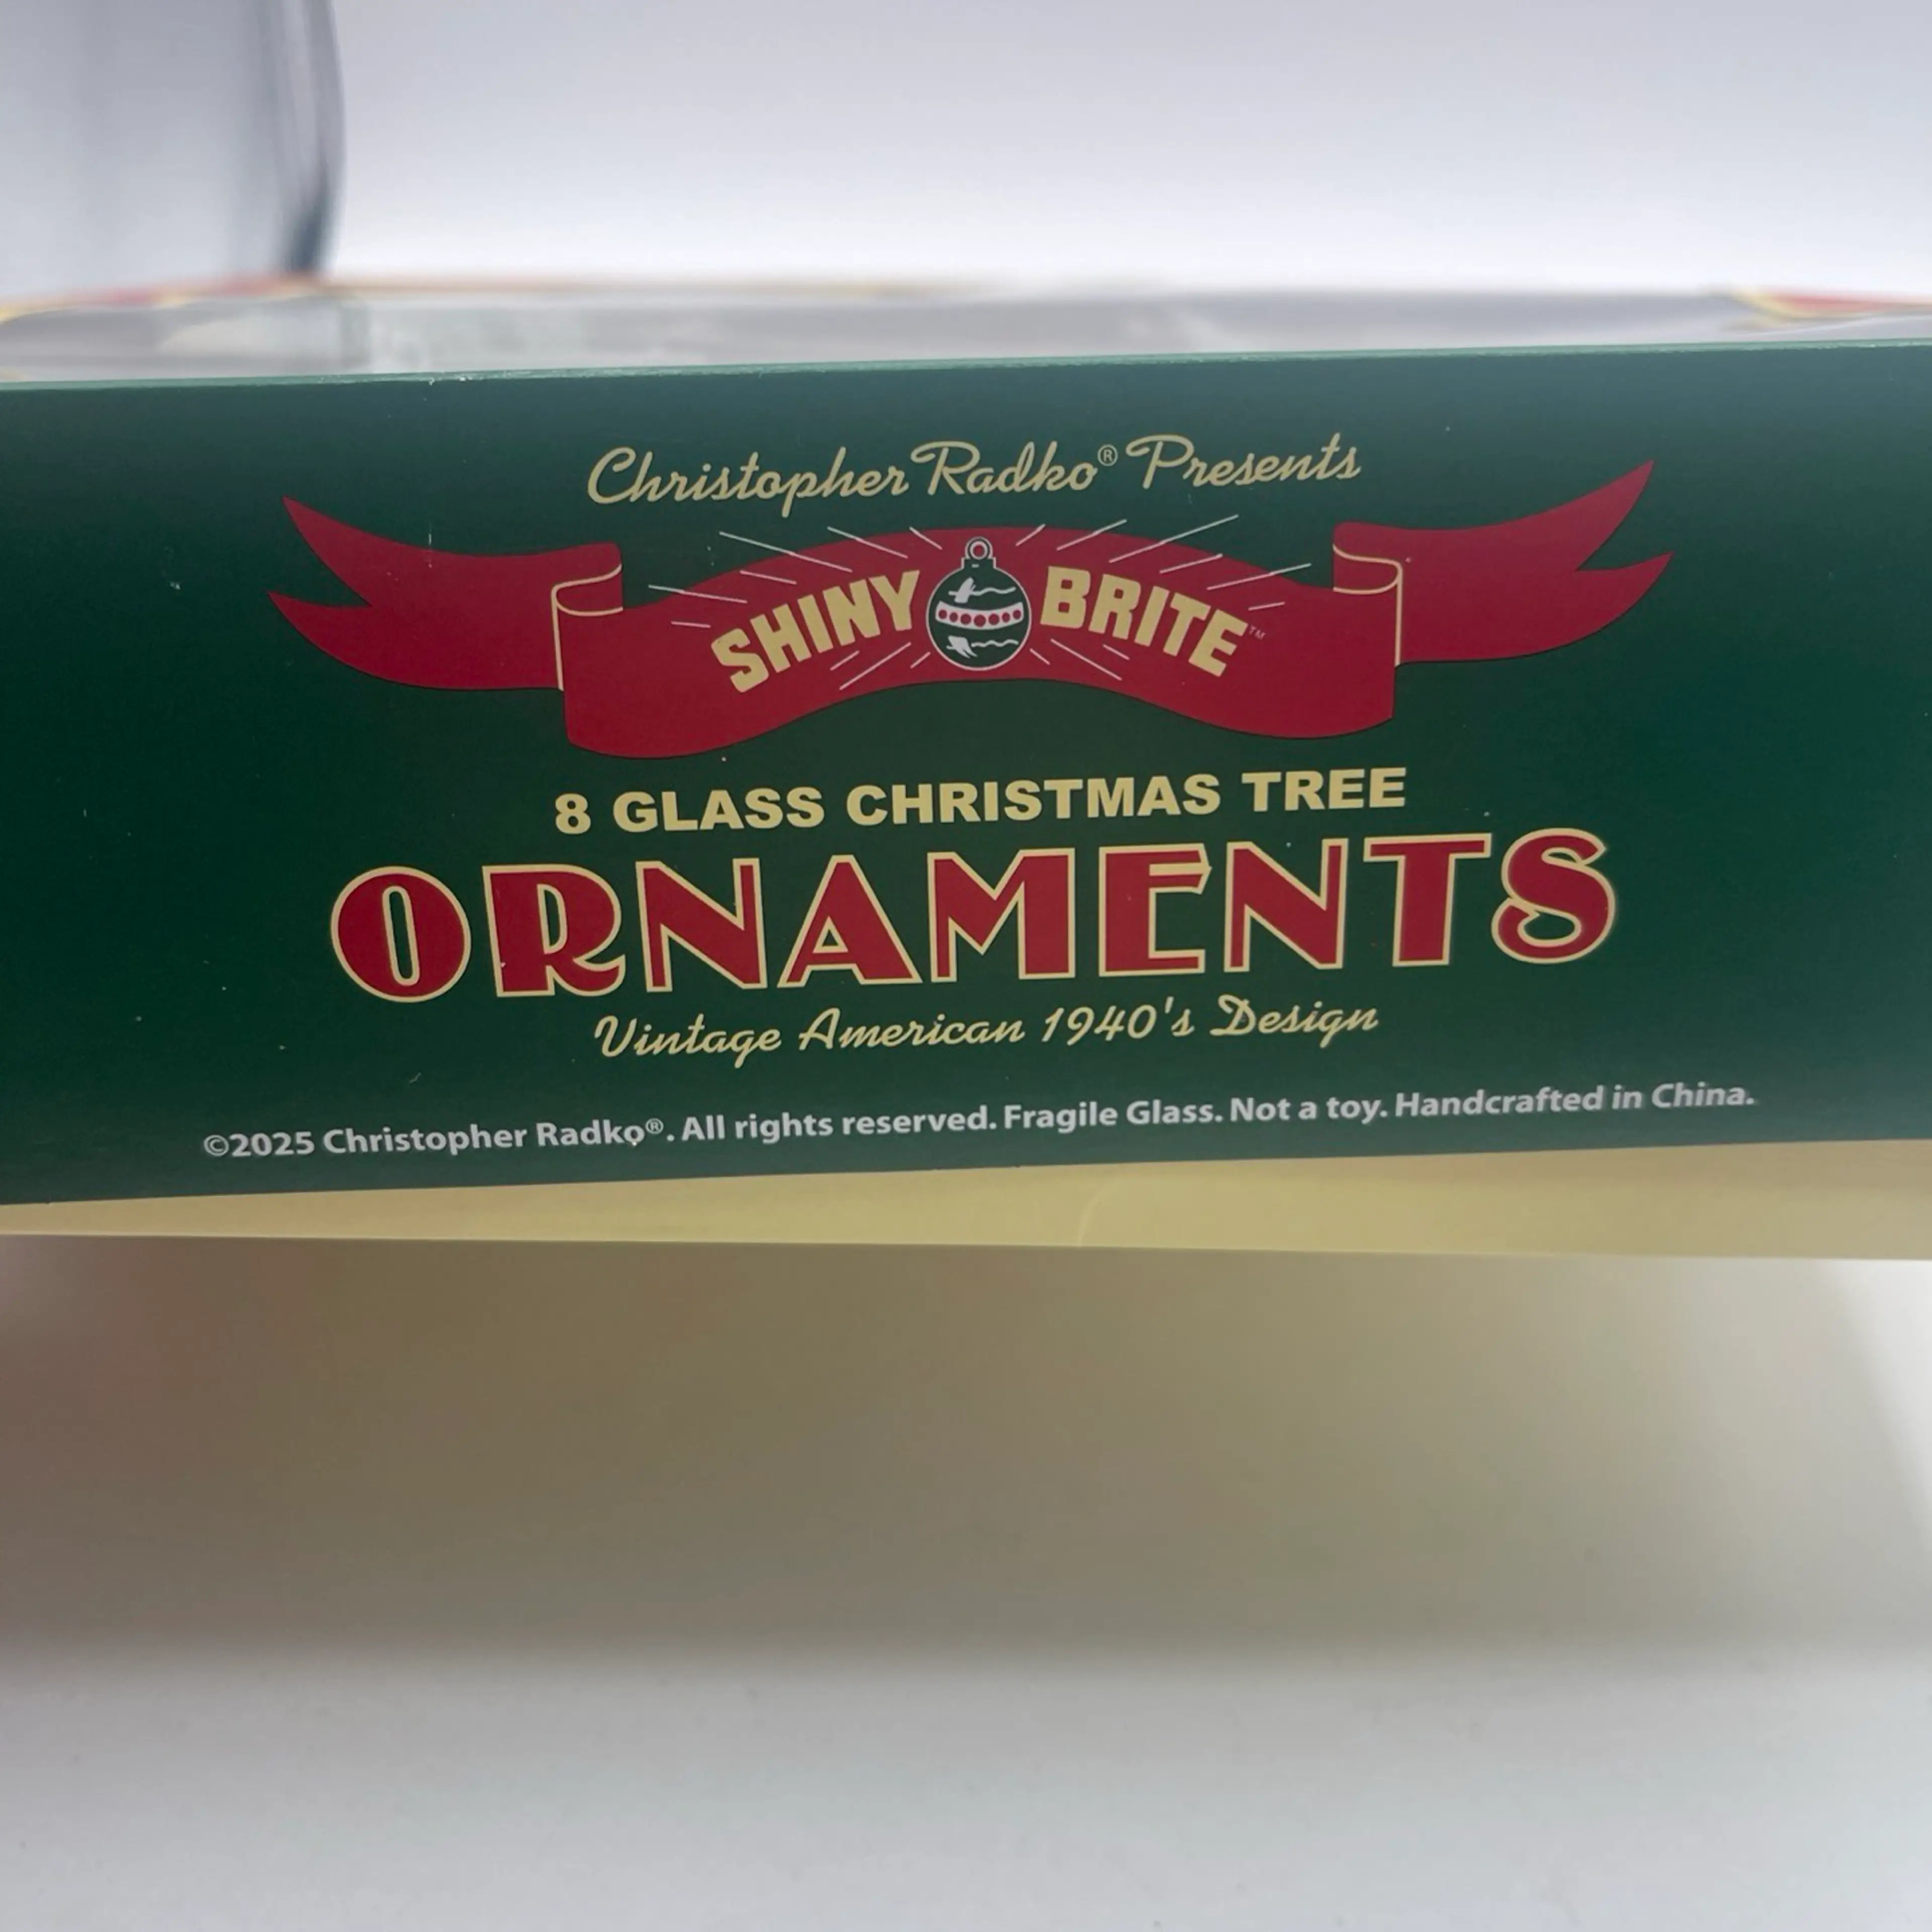 Christopher Radko® Presents
SHINY BRITE™
8 GLASS CHRISTMAS TREE
ORNAMENTS
Vintage American 1940's Design
©2025 Christopher Radko®. All rights reserved. Fragile Glass. Not a toy. Handcrafted in China.